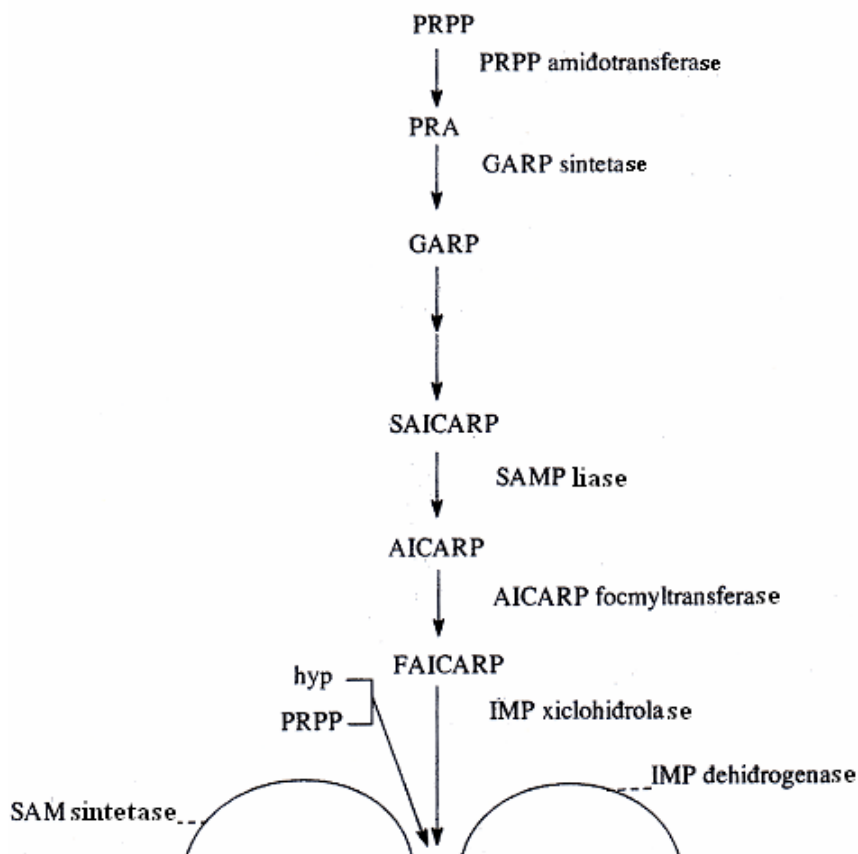 PRPP
PRPP amidotransferase
PRA
GARP sintetase
GARP
SAICARP
SAMP liase
AICARP
AICARP focmyltransferase
FAICARP
hyp
PRPP
IMP xiclohidrolase
IMP dehidrogenase
SAM sintetase